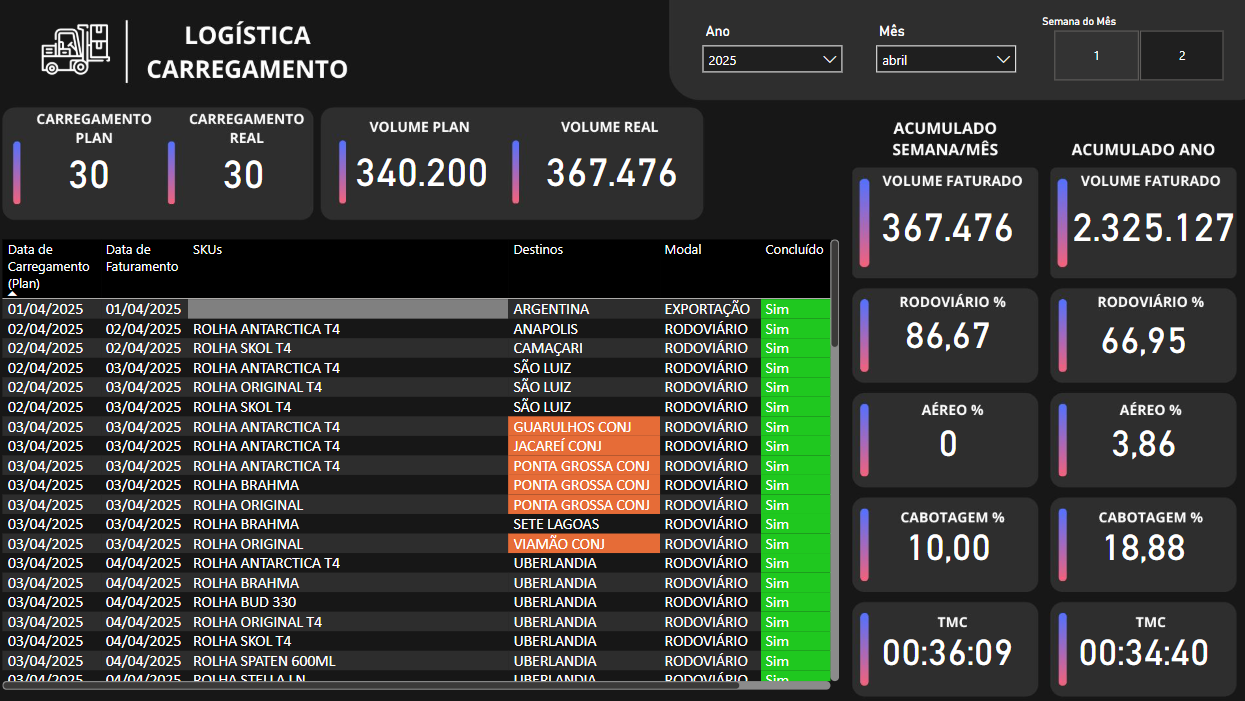 LOGÍSTICA
CARREGAMENTO
Ano
2025
Mês
abril
Semana do Mês
1
2
CARREGAMENTO
PLAN
30
CARREGAMENTO
REAL
30
VOLUME PLAN
340.200
VOLUME REAL
367.476
ACUMULADO
SEMANA/MÊS
VOLUME FATURADO
367.476
RODOVIÁRIO %
86,67
AÉREO %
0
CABOTAGEM %
10,00
TMC
00:36:09
ACUMULADO ANO
VOLUME FATURADO
2.325.127
RODOVIÁRIO %
66,95
AÉREO %
3,86
CABOTAGEM %
18,88
TMC
00:34:40
Data de Carregamento (Plan) Data de Faturamento SKUs Destinos Modal Concluído
01/04/2025 01/04/2025 ARGENTINA EXPORTAÇÃO Sim
02/04/2025 02/04/2025 ROLHA ANTARCTICA T4 ANAPOLIS RODOVIÁRIO Sim
02/04/2025 02/04/2025 ROLHA SKOL T4 CAMAÇARI RODOVIÁRIO Sim
02/04/2025 03/04/2025 ROLHA ANTARCTICA T4 SÃO LUIZ RODOVIÁRIO Sim
02/04/2025 03/04/2025 ROLHA ORIGINAL T4 SÃO LUIZ RODOVIÁRIO Sim
02/04/2025 03/04/2025 ROLHA SKOL T4 SÃO LUIZ RODOVIÁRIO Sim
03/04/2025 03/04/2025 ROLHA ANTARCTICA T4 GUARULHOS CONJ RODOVIÁRIO Sim
03/04/2025 03/04/2025 ROLHA ANTARCTICA T4 JACAREÍ CONJ RODOVIÁRIO Sim
03/04/2025 03/04/2025 ROLHA ANTARCTICA T4 PONTA GROSSA CONJ RODOVIÁRIO Sim
03/04/2025 03/04/2025 ROLHA BRAHMA PONTA GROSSA CONJ RODOVIÁRIO Sim
03/04/2025 03/04/2025 ROLHA ORIGINAL PONTA GROSSA CONJ RODOVIÁRIO Sim
03/04/2025 03/04/2025 ROLHA BRAHMA SETE LAGOAS RODOVIÁRIO Sim
03/04/2025 03/04/2025 ROLHA ORIGINAL VIAMÃO CONJ RODOVIÁRIO Sim
03/04/2025 04/04/2025 ROLHA ANTARCTICA T4 UBERLANDIA RODOVIÁRIO Sim
03/04/2025 04/04/2025 ROLHA BRAHMA UBERLANDIA RODOVIÁRIO Sim
03/04/2025 04/04/2025 ROLHA BUD 330 UBERLANDIA RODOVIÁRIO Sim
03/04/2025 04/04/2025 ROLHA ORIGINAL T4 UBERLANDIA RODOVIÁRIO Sim
03/04/2025 04/04/2025 ROLHA SKOL T4 UBERLANDIA RODOVIÁRIO Sim
03/04/2025 04/04/2025 ROLHA SPATEN 600ML UBERLANDIA RODOVIÁRIO Sim
03/04/2025 04/04/2025 ROLHA STELLA LN UBERLANDIA RODOVIÁRIO Sim